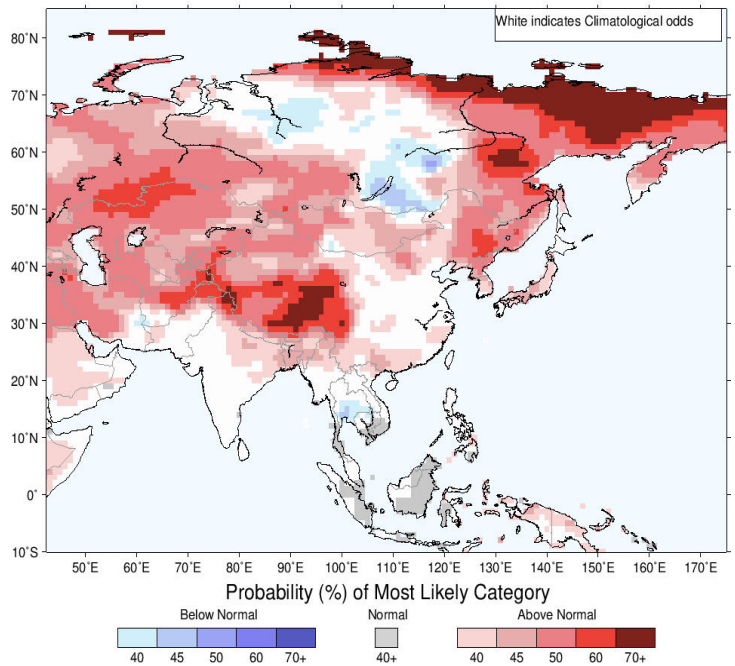 White indicates Climatological odds
80˚N
70˚N
60˚N
50˚N
40˚N
30˚N
20˚N
10˚N
0˚
10˚S
50˚E 60˚E 70˚E 80˚E 90˚E 100˚E 110˚E 120˚E 130˚E 140˚E 150˚E 160˚E 170˚E
Probability (%) of Most Likely Category
Below Normal Normal Above Normal
40 45 50 60 70+ 40+ 40 45 50 60 70+